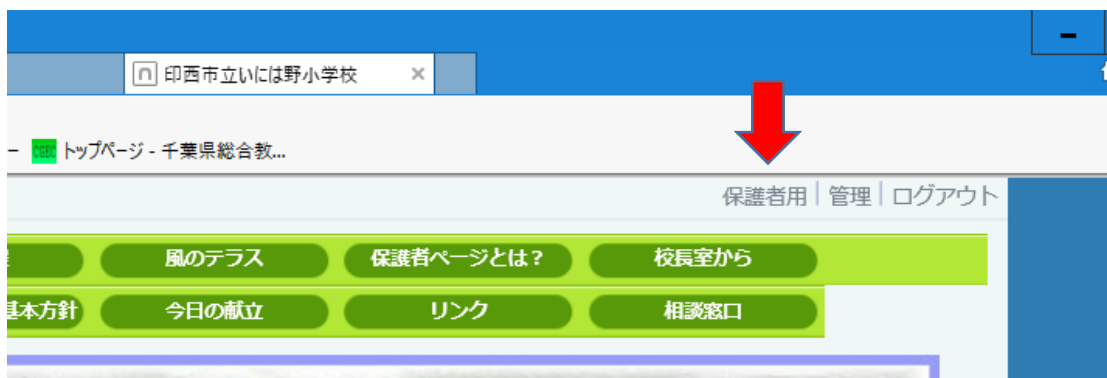 印西市立いには野小学校
CGEC トップページ - 千葉県総合教...
保護者用 管理 ログアウト
風のテラス 保護者ページとは? 校長室から
基本方針 今日の献立 リンク 相談窓口